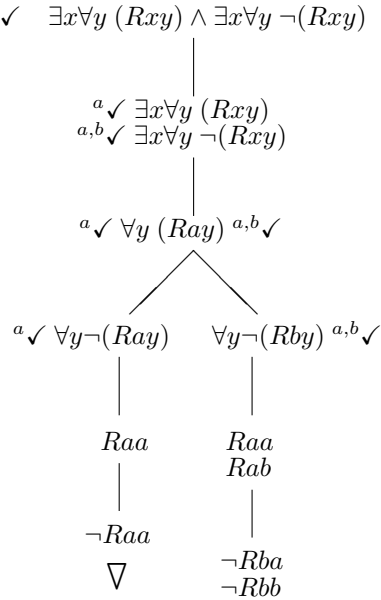 ✓ ∃x∀y (Rxy) ∧ ∃x∀y ¬(Rxy)
ᵃ✓ ∃x∀y (Rxy)
ᵃ,ᵇ✓ ∃x∀y ¬(Rxy)
ᵃ✓ ∀y (Ray) ᵃ,ᵇ✓
ᵃ✓ ∀y¬(Ray) ∀y¬(Rby) ᵃ,ᵇ✓
Raa Raa
Rab
¬Raa
¬Rba
∇ ¬Rbb